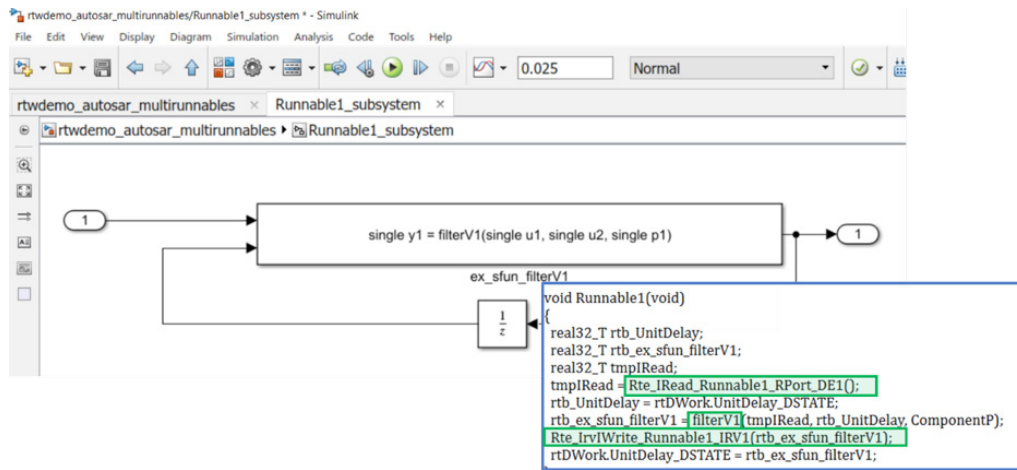 rtwdemo_autosar_multirunnables/Runnable1_subsystem * - Simulink
File Edit View Display Diagram Simulation Analysis Code Tools Help
0.025 Normal
rtwdemo_autosar_multirunnables × Runnable1_subsystem ×
rtwdemo_autosar_multirunnables ▸ Runnable1_subsystem
1
single y1 = filterV1(single u1, single u2, single p1)
1
ex_sfun_filterV1
1
z
void Runnable1(void)
{
real32_T rtb_UnitDelay;
real32_T rtb_ex_sfun_filterV1;
real32_T tmpIRead;
tmpIRead = Rte_IRead_Runnable1_RPort_DE1();
rtb_UnitDelay = rtDWork.UnitDelay_DSTATE;
rtb_ex_sfun_filterV1 = filterV1(tmpIRead, rtb_UnitDelay, ComponentP);
Rte_IrvIWrite_Runnable1_IRV1(rtb_ex_sfun_filterV1);
rtDWork.UnitDelay_DSTATE = rtb_ex_sfun_filterV1;